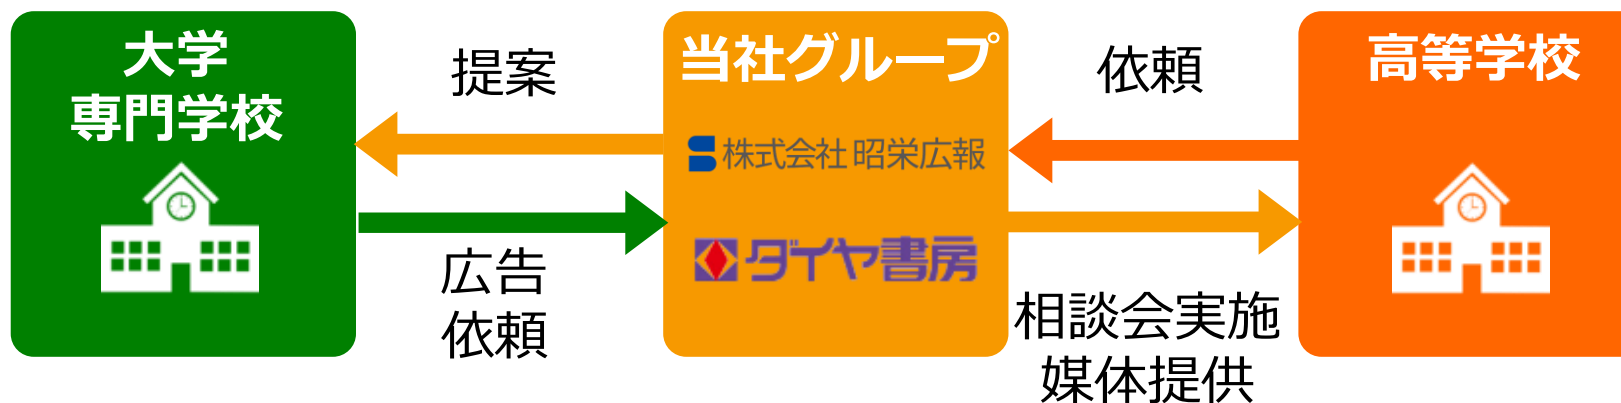 大学
専門学校
提案
広告
依頼
当社グループ
株式会社 昭栄広報
ダイヤ書房
依頼
相談会実施
媒体提供
高等学校